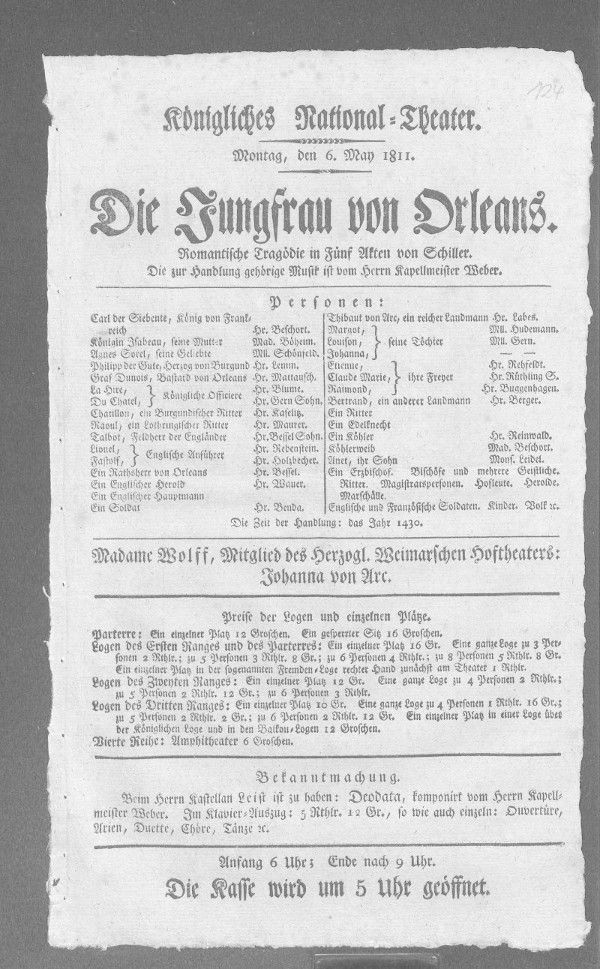 124
Königliches National-Theater.
Montag, den 6. May 1811.
Die Jungfrau von Orleans.
Romantische Tragödie in Fünf Akten von Schiller.
Die zur Handlung gehörige Musik ist vom Herrn Kapellmeister Weber.
Personen:
Carl der Siebente, König von Frank-
reich Hr. Beschort.
Königin Isabeau, seine Mutter Mad. Böheim.
Agnes Sorel, seine Geliebte Mll. Schönfeld.
Philipp der Gute, Herzog von Burgund Hr. Lemm.
Graf Dunois, Bastard von Orleans Hr. Mattausch.
La Hire, } Königliche Officiere Hr. Blume.
Du Chatel, } Hr. Gern Sohn.
Chatillon, ein Burgundischer Ritter Hr. Kaselitz.
Raoul, ein Lothringischer Ritter Hr. Maurer.
Talbot, Feldherr der Engländer Hr. Bessel Sohn.
Lionel, } Englische Anführer Hr. Rebenstein.
Fastolf, } Hr. Holzbecher.
Ein Rathsherr von Orleans Hr. Bessel.
Ein Englischer Herold Hr. Wauer.
Ein Englischer Hauptmann
Ein Soldat Hr. Benda.
Thibaut von Arc, ein reicher Landmann Hr. Labes.
Margot, } Mll. Hudemann.
Louison, } seine Töchter Mll. Gern.
Johanna, } — —
Etienne, } Hr. Rehfeldt.
Claude Marie, } ihre Freyer Hr. Rüthling S.
Raimond, } Hr. Buggenhagen.
Bertrand, ein anderer Landmann Hr. Berger.
Ein Ritter
Ein Edelknecht
Ein Köhler Hr. Reinwald.
Köhlerweib Mad. Beschort.
Anet, ihr Sohn Mons. Leidel.
Ein Erzbischof. Bischöfe und mehrere Geistliche.
Ritter. Magistratspersonen. Hofleute. Herolde.
Marschälle.
Englische und Französische Soldaten. Kinder. Volk ꝛc.
Die Zeit der Handlung: das Jahr 1430.
Madame Wolff, Mitglied des Herzogl. Weimarschen Hoftheaters:
Johanna von Arc.
Preise der Logen und einzelnen Plätze.
Parterre: Ein einzelner Platz 12 Groschen. Ein gesperrter Sitz 16 Groschen.
Logen des Ersten Ranges und des Parterres: Ein einzelner Platz 16 Gr. Eine ganze Loge zu 3 Per-
sonen 2 Rthlr.; zu 5 Personen 3 Rthlr. 8 Gr.; zu 6 Personen 4 Rthlr.; zu 8 Personen 5 Rthlr. 8 Gr.
Ein einzelner Platz in der sogenannten Fremden-Loge rechter Hand zunächst am Theater 1 Rthlr.
Logen des Zweyten Ranges: Ein einzelner Platz 12 Gr. Eine ganze Loge zu 4 Personen 2 Rthlr.;
zu 5 Personen 2 Rthlr. 12 Gr.; zu 6 Personen 3 Rthlr.
Logen des Dritten Ranges: Ein einzelner Platz 10 Gr. Eine ganze Loge zu 4 Personen 1 Rthlr. 16 Gr.;
zu 5 Personen 2 Rthlr. 2 Gr.; zu 6 Personen 2 Rthlr. 12 Gr. Ein einzelner Platz in einer Loge über
der Königlichen Loge und in den Balkon-Logen 12 Groschen.
Vierte Reihe: Amphitheater 6 Groschen.
Bekanntmachung.
Beim Herrn Kastellan Leist ist zu haben: Deodata, komponirt vom Herrn Kapell-
meister Weber. Im Klavier-Auszug: 5 Rthlr. 12 Gr., so wie auch einzeln: Ouvertüre,
Arien, Duette, Chöre, Tänze ꝛc.
Anfang 6 Uhr; Ende nach 9 Uhr.
Die Kasse wird um 5 Uhr geöffnet.